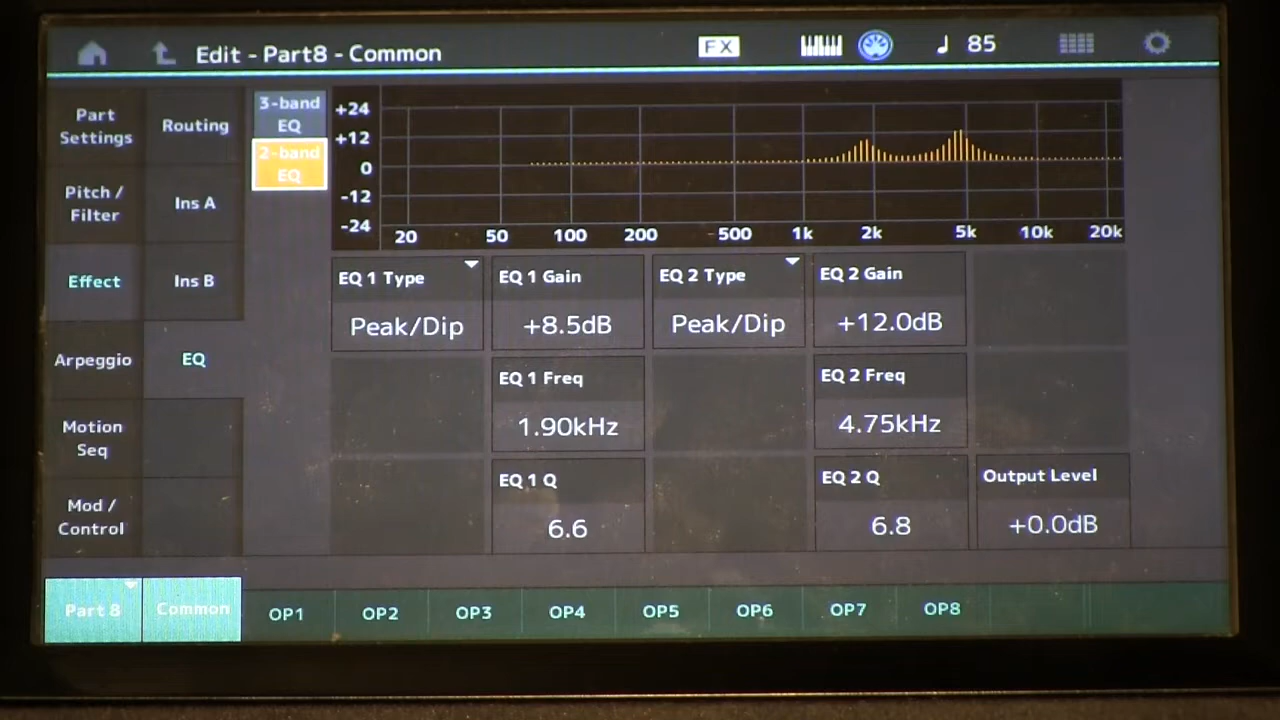 Edit - Part8 - Common
FX
85
Part
Settings
Routing
3-band
EQ
2-band
EQ
+24
+12
0
-12
-24
20 50 100 200 500 1k 2k 5k 10k 20k
Pitch /
Filter
Ins A
Effect
Ins B
Arpeggio
EQ
Motion
Seq
Mod /
Control
EQ 1 Type
Peak/Dip
EQ 1 Gain
+8.5dB
EQ 2 Type
Peak/Dip
EQ 2 Gain
+12.0dB
EQ 1 Freq
1.90kHz
EQ 2 Freq
4.75kHz
EQ 1 Q
6.6
EQ 2 Q
6.8
Output Level
+0.0dB
Part 8 Common OP1 OP2 OP3 OP4 OP5 OP6 OP7 OP8